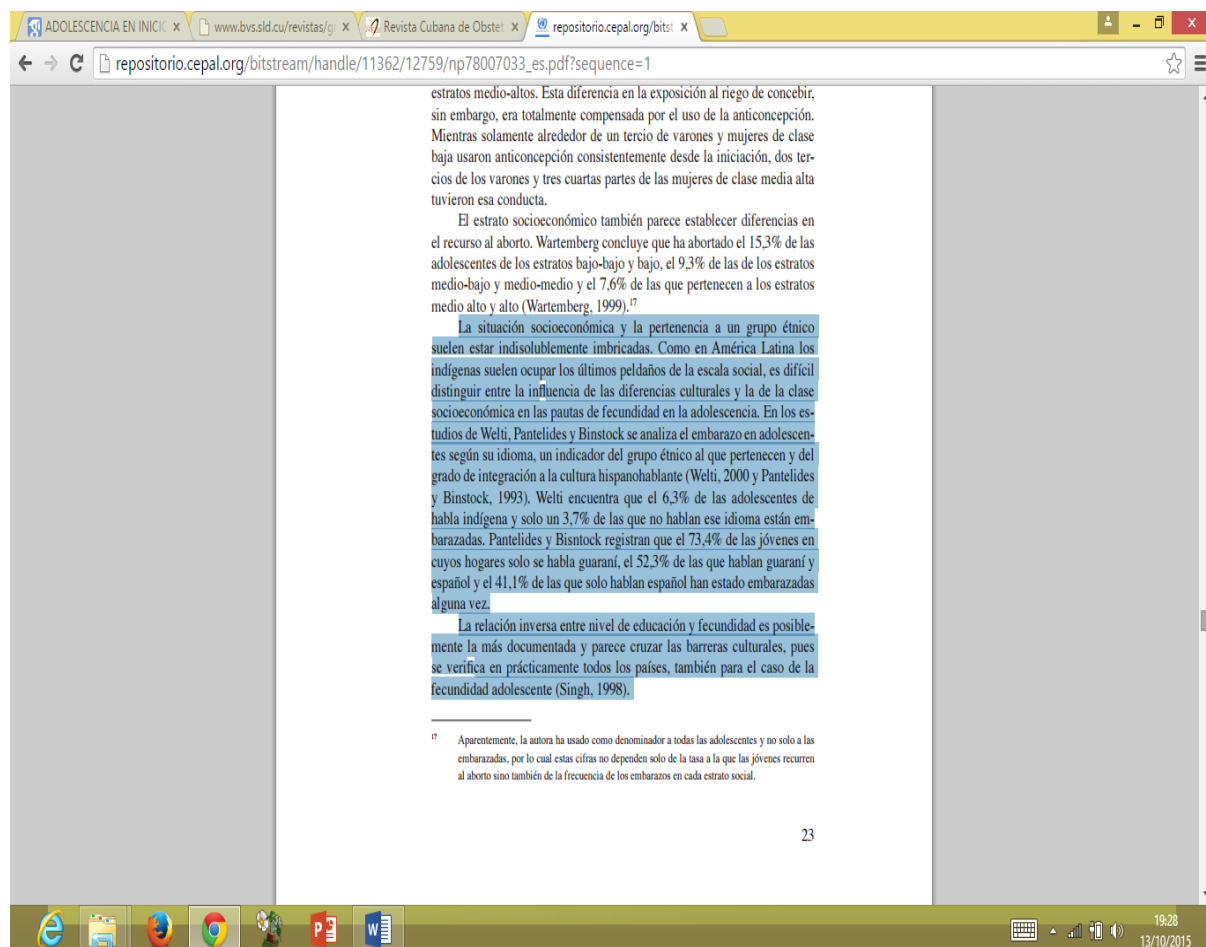 ADOLESCENCIA EN INICIC
www.bvs.sld.cu/revistas/g
Revista Cubana de Obstet
repositorio.cepal.org/bitst
repositorio.cepal.org/bitstream/handle/11362/12759/np78007033_es.pdf?sequence=1
estratos medio-altos. Esta diferencia en la exposición al riego de concebir,
sin embargo, era totalmente compensada por el uso de la anticoncepción.
Mientras solamente alrededor de un tercio de varones y mujeres de clase
baja usaron anticoncepción consistentemente desde la iniciación, dos ter-
cios de los varones y tres cuartas partes de las mujeres de clase media alta
tuvieron esa conducta.
El estrato socioeconómico también parece establecer diferencias en
el recurso al aborto. Wartemberg concluye que ha abortado el 15,3% de las
adolescentes de los estratos bajo-bajo y bajo, el 9,3% de las de los estratos
medio-bajo y medio-medio y el 7,6% de las que pertenecen a los estratos
medio alto y alto (Wartemberg, 1999).17
La situación socioeconómica y la pertenencia a un grupo étnico
suelen estar indisolublemente imbricadas. Como en América Latina los
indígenas suelen ocupar los últimos peldaños de la escala social, es difícil
distinguir entre la influencia de las diferencias culturales y la de la clase
socioeconómica en las pautas de fecundidad en la adolescencia. En los es-
tudios de Welti, Pantelides y Binstock se analiza el embarazo en adolescen-
tes según su idioma, un indicador del grupo étnico al que pertenecen y del
grado de integración a la cultura hispanohablante (Welti, 2000 y Pantelides
y Binstock, 1993). Welti encuentra que el 6,3% de las adolescentes de
habla indígena y solo un 3,7% de las que no hablan ese idioma están em-
barazadas. Pantelides y Bisntock registran que el 73,4% de las jóvenes en
cuyos hogares solo se habla guaraní, el 52,3% de las que hablan guaraní y
español y el 41,1% de las que solo hablan español han estado embarazadas
alguna vez.
La relación inversa entre nivel de educación y fecundidad es posible-
mente la más documentada y parece cruzar las barreras culturales, pues
se verifica en prácticamente todos los países, también para el caso de la
fecundidad adolescente (Singh, 1998).
17 Aparentemente, la autora ha usado como denominador a todas las adolescentes y no solo a las
embarazadas, por lo cual estas cifras no dependen solo de la tasa a la que las jóvenes recurren
al aborto sino también de la frecuencia de los embarazos en cada estrato social.
23
19:28
13/10/2015